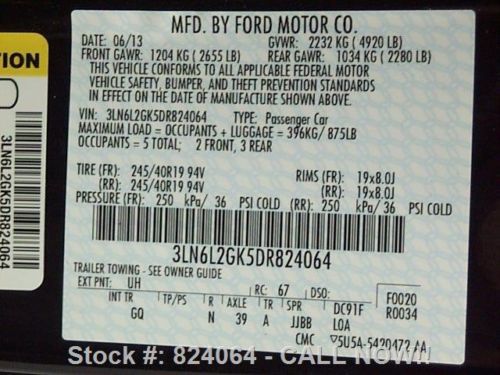 MFD. BY FORD MOTOR CO.
DATE: 06/13 GVWR: 2232 KG ( 4920 LB)
FRONT GAWR: 1204 KG ( 2655 LB) REAR GAWR: 1034 KG ( 2280 LB)
THIS VEHICLE CONFORMS TO ALL APPLICABLE FEDERAL MOTOR
VEHICLE SAFETY, BUMPER, AND THEFT PREVENTION STANDARDS
IN EFFECT ON THE DATE OF MANUFACTURE SHOWN ABOVE.
VIN: 3LN6L2GK5DR824064 TYPE: Passenger Car
MAXIMUM LOAD = OCCUPANTS + LUGGAGE = 396KG/ 875LB
OCCUPANTS = 5 TOTAL; 2 FRONT, 3 REAR
TIRE (FR): 245/40R19 94V RIMS (FR): 19x8.0J
(RR): 245/40R19 94V (RR): 19x8.0J
PRESSURE (FR): 250 kPa/ 36 PSI COLD (RR): 250 kPa/ 36 PSI COLD
3LN6L2GK5DR824064
TRAILER TOWING - SEE OWNER GUIDE
EXT PNT: UH RC: 67 DSO: F0020
INT TR TP/PS R AXLE TR SPR DC91F R0034
GQ N 39 A JJBB LOA
CMC 5U5A-5420472 AA
CAUTION
3LN6L2GK5DR824064
Stock #: 824064 - CALL NOW!!